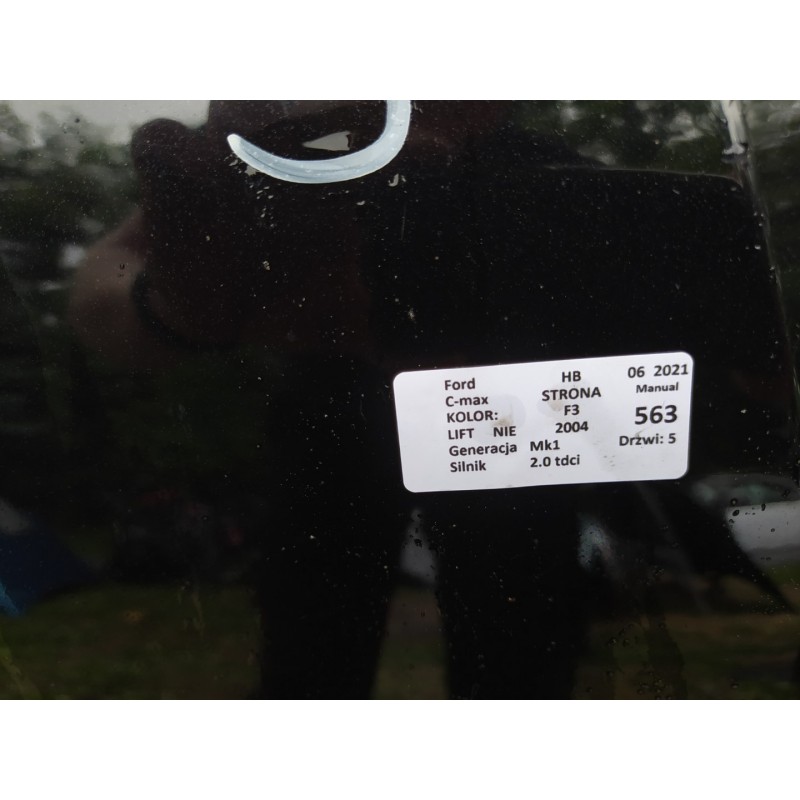 Ford HB 06 2021
C-max STRONA Manual
KOLOR: F3 563
LIFT NIE 2004
Generacja Mk1 Drzwi: 5
Silnik 2.0 tdci